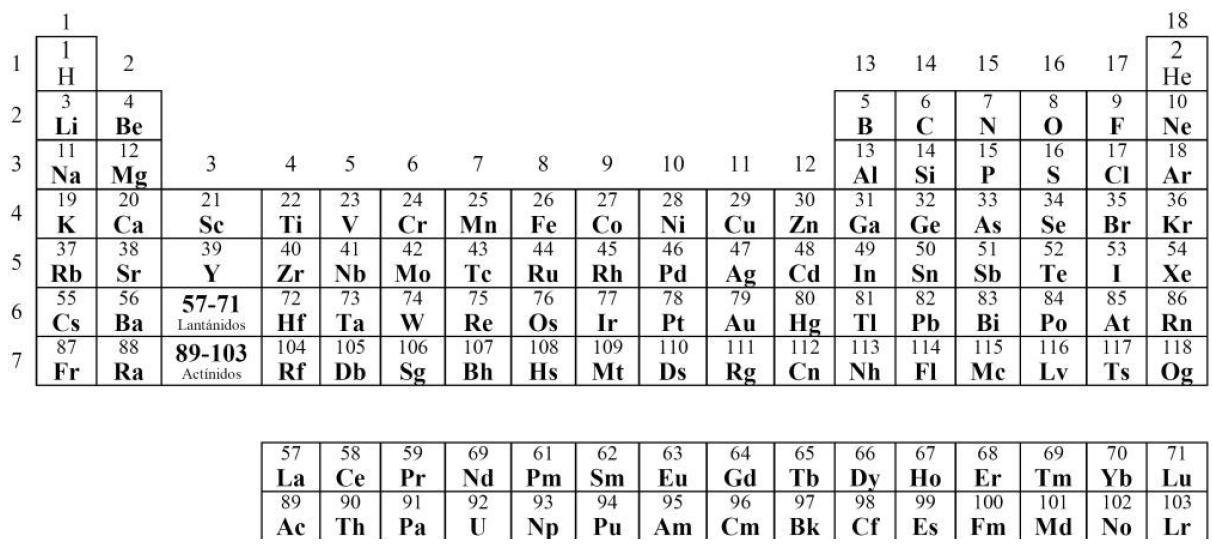 1 18
1 1 2 13 14 15 16 17 2
H He
2 3 4 5 6 7 8 9 10
Li Be B C N O F Ne
3 11 12 3 4 5 6 7 8 9 10 11 12 13 14 15 16 17 18
Na Mg Al Si P S Cl Ar
4 19 20 21 22 23 24 25 26 27 28 29 30 31 32 33 34 35 36
K Ca Sc Ti V Cr Mn Fe Co Ni Cu Zn Ga Ge As Se Br Kr
5 37 38 39 40 41 42 43 44 45 46 47 48 49 50 51 52 53 54
Rb Sr Y Zr Nb Mo Tc Ru Rh Pd Ag Cd In Sn Sb Te I Xe
6 55 56 57-71 72 73 74 75 76 77 78 79 80 81 82 83 84 85 86
Cs Ba Lantánidos Hf Ta W Re Os Ir Pt Au Hg Tl Pb Bi Po At Rn
7 87 88 89-103 104 105 106 107 108 109 110 111 112 113 114 115 116 117 118
Fr Ra Actínidos Rf Db Sg Bh Hs Mt Ds Rg Cn Nh Fl Mc Lv Ts Og
57 58 59 69 61 62 63 64 65 66 67 68 69 70 71
La Ce Pr Nd Pm Sm Eu Gd Tb Dy Ho Er Tm Yb Lu
89 90 91 92 93 94 95 96 97 98 99 100 101 102 103
Ac Th Pa U Np Pu Am Cm Bk Cf Es Fm Md No Lr